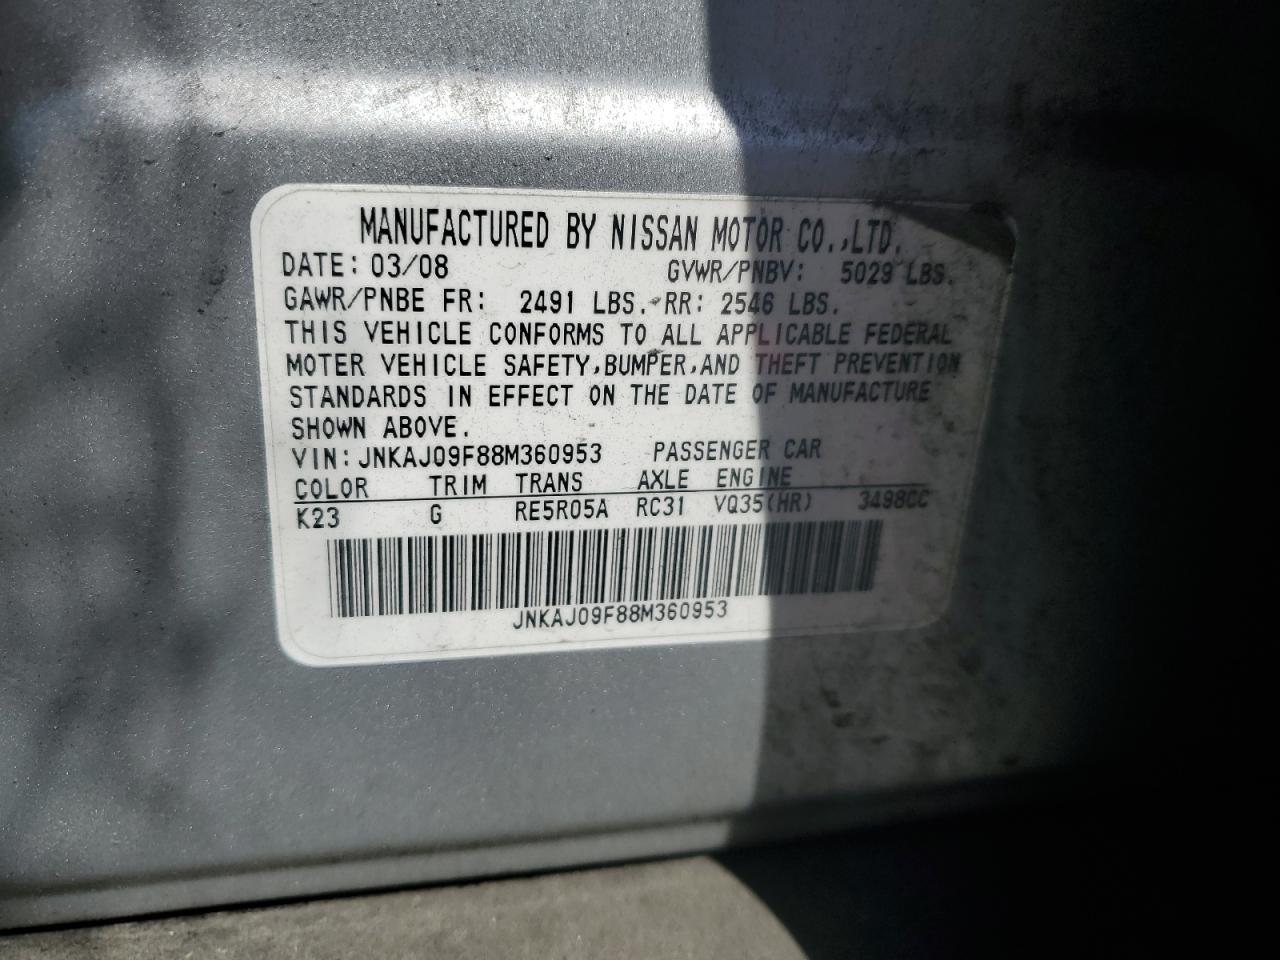 MANUFACTURED BY NISSAN MOTOR CO.,LTD.
DATE: 03/08 GVWR/PNBV: 5029 LBS.
GAWR/PNBE FR: 2491 LBS. RR: 2546 LBS.
THIS VEHICLE CONFORMS TO ALL APPLICABLE FEDERAL
MOTER VEHICLE SAFETY,BUMPER,AND THEFT PREVENTION
STANDARDS IN EFFECT ON THE DATE OF MANUFACTURE
SHOWN ABOVE.
VIN:JNKAJ09F88M360953 PASSENGER CAR
COLOR TRIM TRANS AXLE ENGINE
K23 G RE5R05A RC31 VQ35(HR) 3498CC
JNKAJ09F88M360953